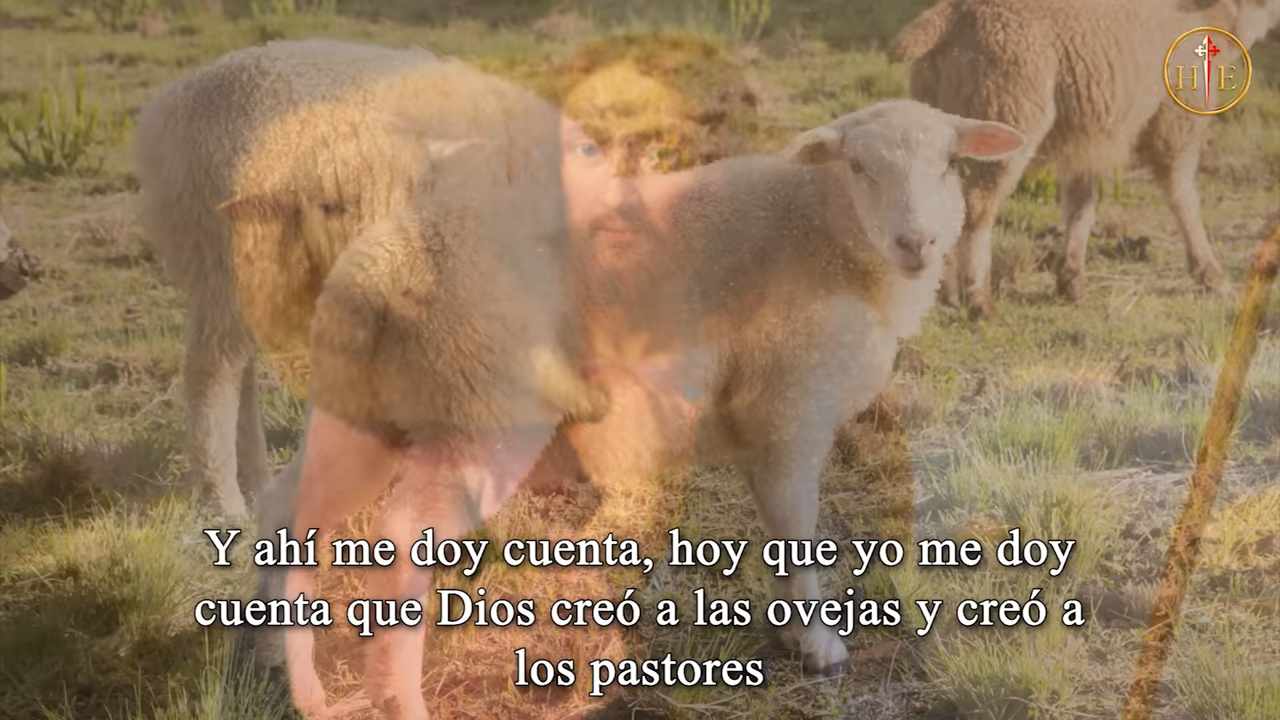 H E
Y ahí me doy cuenta, hoy que yo me doy
cuenta que Dios creó a las ovejas y creó a
los pastores